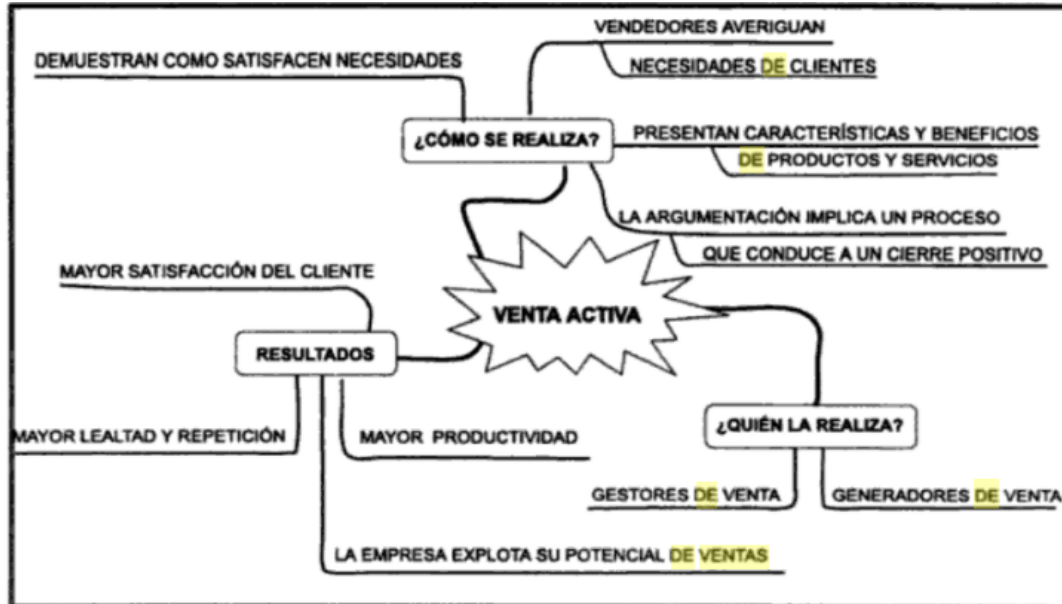 VENDEDORES AVERIGUAN
NECESIDADES DE CLIENTES
DEMUESTRAN COMO SATISFACEN NECESIDADES
¿CÓMO SE REALIZA?
PRESENTAN CARACTERÍSTICAS Y BENEFICIOS
DE PRODUCTOS Y SERVICIOS
LA ARGUMENTACIÓN IMPLICA UN PROCESO
QUE CONDUCE A UN CIERRE POSITIVO
MAYOR SATISFACCIÓN DEL CLIENTE
VENTA ACTIVA
RESULTADOS
MAYOR LEALTAD Y REPETICIÓN
MAYOR PRODUCTIVIDAD
¿QUIÉN LA REALIZA?
GESTORES DE VENTA
GENERADORES DE VENTA
LA EMPRESA EXPLOTA SU POTENCIAL DE VENTAS